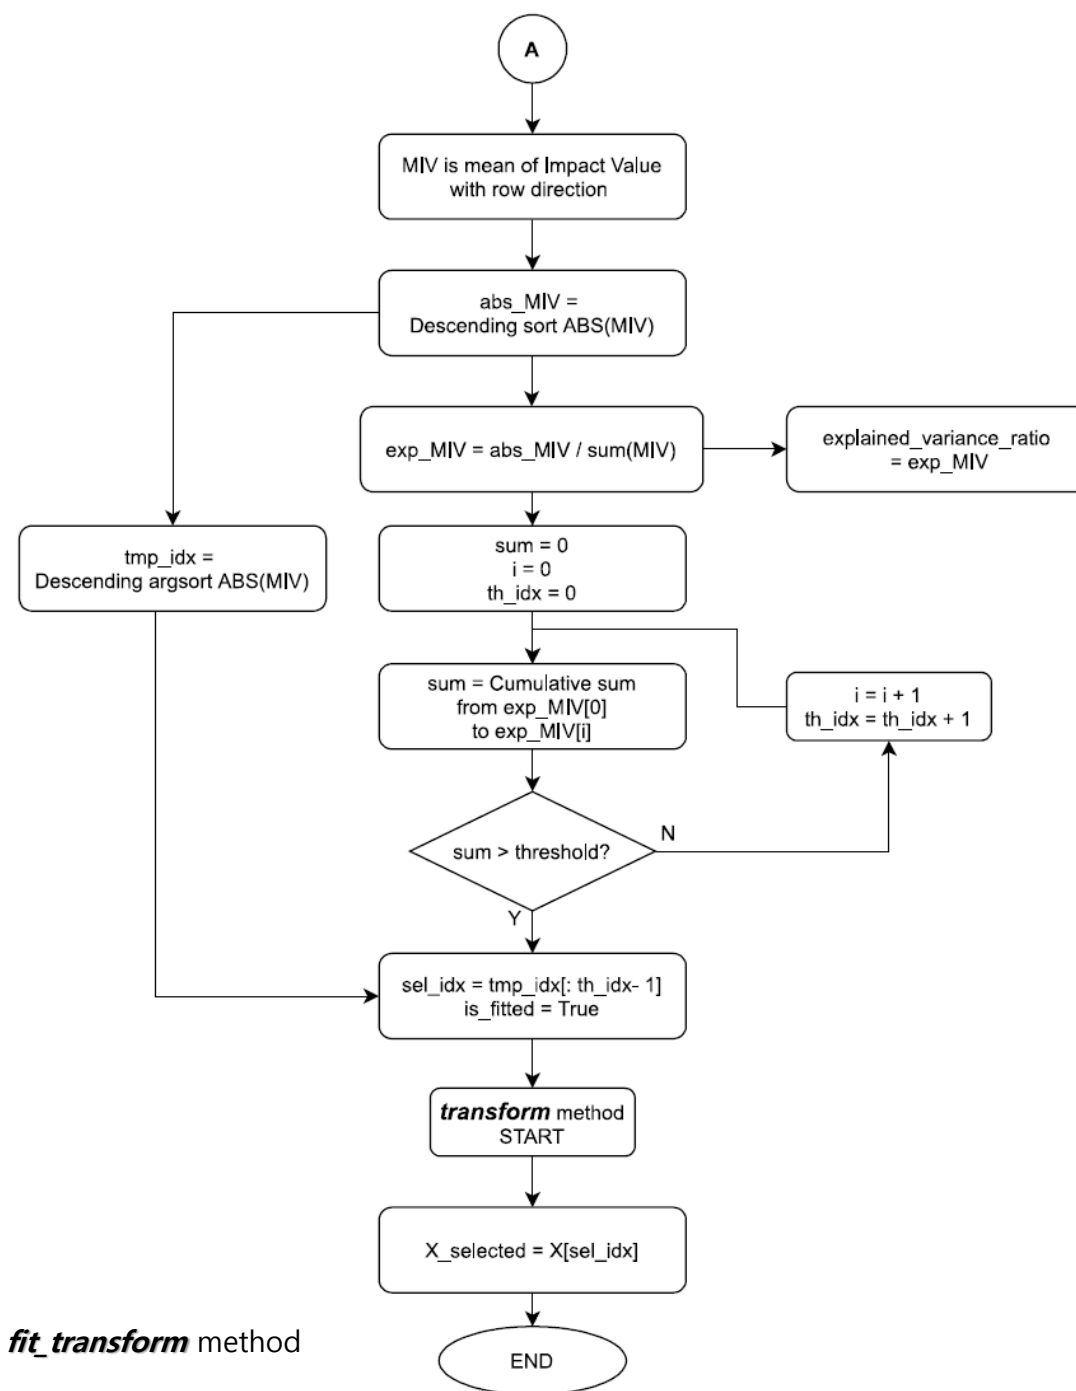 A
MIV is mean of Impact Value
with row direction
abs_MIV =
Descending sort ABS(MIV)
exp_MIV = abs_MIV / sum(MIV)
explained_variance_ratio
= exp_MIV
tmp_idx =
Descending argsort ABS(MIV)
sum = 0
i = 0
th_idx = 0
sum = Cumulative sum
from exp_MIV[0]
to exp_MIV[i]
i = i + 1
th_idx = th_idx + 1
sum > threshold?
N
Y
sel_idx = tmp_idx[: th_idx- 1]
is_fitted = True
transform method
START
X_selected = X[sel_idx]
fit_transform method
END